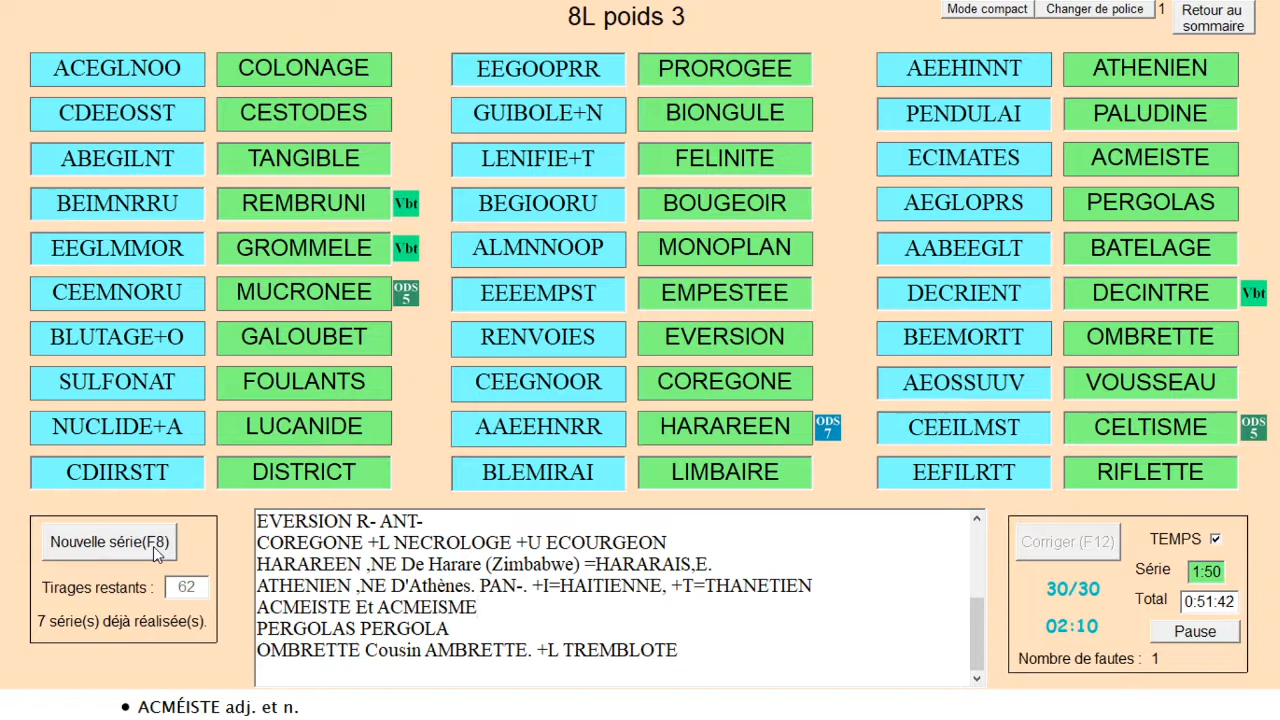 8L poids 3
Mode compact Changer de police 1 Retour au
sommaire
ACEGLNOO COLONAGE EEGOOPRR PROROGEE AEEHINNT ATHENIEN
CDEEOSST CESTODES GUIBOLE+N BIONGULE PENDULAI PALUDINE
ABEGILNT TANGIBLE LENIFIE+T FELINITE ECIMATES ACMEISTE
BEIMNRRU REMBRUNI Vbt BEGIOORU BOUGEOIR AEGLOPRS PERGOLAS
EEGLMMOR GROMMELE Vbt ALMNNOOP MONOPLAN AABEEGLT BATELAGE
CEEMNORU MUCRONEE ODS 5 EEEEMPST EMPESTEE DECRIENT DECINTRE Vbt
BLUTAGE+O GALOUBET RENVOIES EVERSION BEEMORTT OMBRETTE
SULFONAT FOULANTS CEEGNOOR COREGONE AEOSSUUV VOUSSEAU
NUCLIDE+A LUCANIDE AAEEHNRR HARAREEN ODS 7 CEEILMST CELTISME ODS 5
CDIIRSTT DISTRICT BLEMIRAI LIMBAIRE EEFILRTT RIFLETTE
Nouvelle série(F8)
Tirages restants : 62
7 série(s) déjà réalisée(s).
EVERSION R- ANT-
COREGONE +L NECROLOGE +U ECOURGEON
HARAREEN ,NE De Harare (Zimbabwe) =HARARAIS,E.
ATHENIEN ,NE D'Athènes. PAN-. +I=HAITIENNE, +T=THANETIEN
ACMEISTE Et ACMEISME
PERGOLAS PERGOLA
OMBRETTE Cousin AMBRETTE. +L TREMBLOTE
Corriger (F12) TEMPS
Série 1:50
30/30
Total 0:51:42
02:10
Pause
Nombre de fautes : 1
• ACMÉISTE adj. et n.